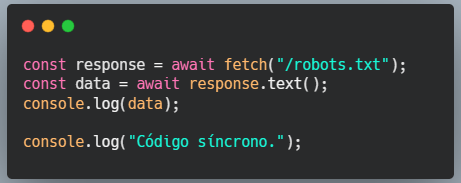 const response = await fetch("/robots.txt");
const data = await response.text();
console.log(data);

console.log("Código síncrono.");